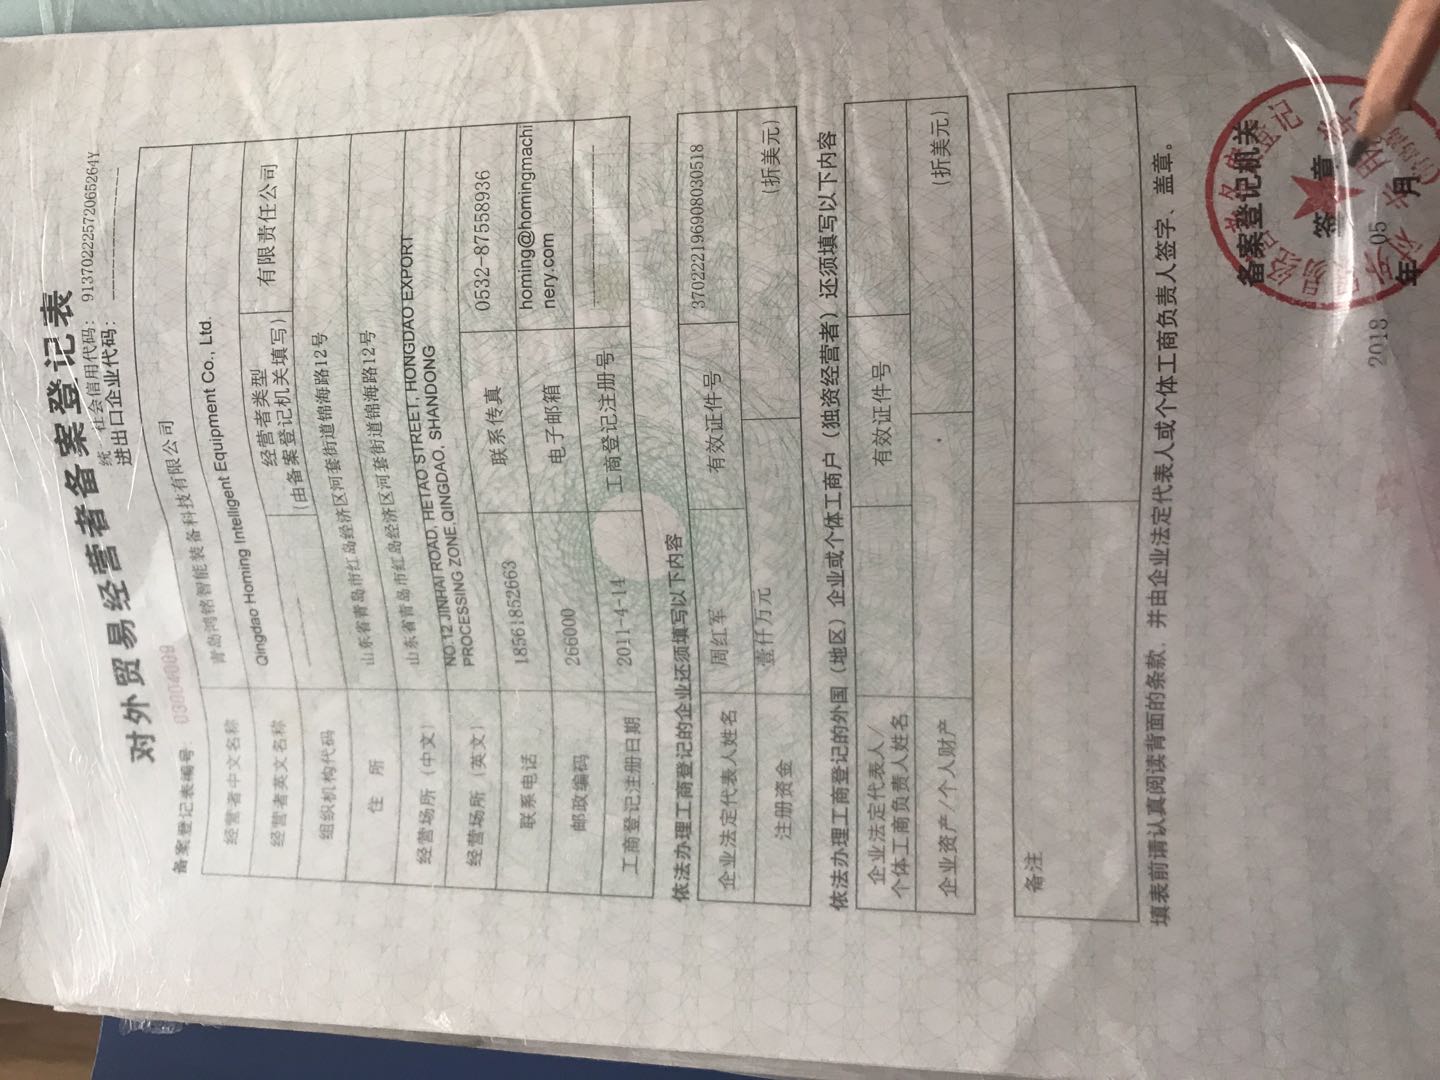 对外贸易经营者备案登记表
统一社会信用代码：91370222572065264Y
进出口企业代码：
备案登记表编号：03004009
经营者中文名称 青岛鸿铭智能装备科技有限公司
经营者英文名称 Qingdao Homing Intelligent Equipment Co., Ltd.
组织机构代码 经营者类型（由备案登记机关填写） 有限责任公司
住 所 山东省青岛市红岛经济区河套街道锦海路12号
经营场所（中文） 山东省青岛市红岛经济区河套街道锦海路12号
经营场所（英文） NO.12 JINHAI ROAD, HETAO STREET, HONGDAO EXPORT
PROCESSING ZONE,QINGDAO, SHANDONG
联系电话 18561852663 联系传真 0532-87558936
邮政编码 266000 电子邮箱 homing@homingmachi
nery.com
工商登记注册日期 2011-4-14 工商登记注册号
依法办理工商登记的企业还须填写以下内容
企业法定代表人姓名 周红军 有效证件号 370222196908030518
注册资金 壹仟万元 （折美元）
依法办理工商登记的外国（地区）企业或个体工商户（独资经营者）还须填写以下内容
企业法定代表人/
个体工商负责人姓名 有效证件号
企业资产/个人财产 （折美元）
备注
填表前请认真阅读背面的条款，并由企业法定代表人或个体工商负责人签字、盖章。
备案登记机关
签 章
2018 年 05 月